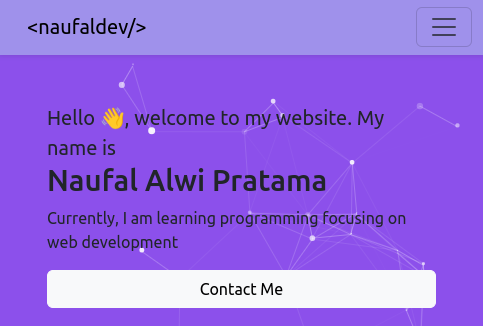 <naufaldev/>
Hello 👋, welcome to my website. My
name is
Naufal Alwi Pratama
Currently, I am learning programming focusing on
web development
Contact Me